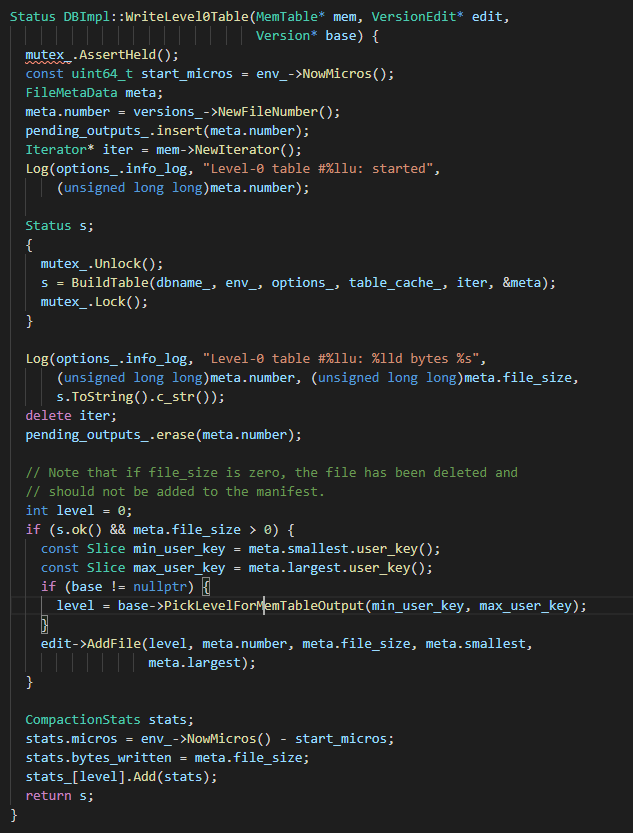 Status DBImpl::WriteLevel0Table(MemTable* mem, VersionEdit* edit,
                                Version* base) {
  mutex_.AssertHeld();
  const uint64_t start_micros = env_->NowMicros();
  FileMetaData meta;
  meta.number = versions_->NewFileNumber();
  pending_outputs_.insert(meta.number);
  Iterator* iter = mem->NewIterator();
  Log(options_.info_log, "Level-0 table #%llu: started",
      (unsigned long long)meta.number);

  Status s;
  {
    mutex_.Unlock();
    s = BuildTable(dbname_, env_, options_, table_cache_, iter, &meta);
    mutex_.Lock();
  }

  Log(options_.info_log, "Level-0 table #%llu: %lld bytes %s",
      (unsigned long long)meta.number, (unsigned long long)meta.file_size,
      s.ToString().c_str());
  delete iter;
  pending_outputs_.erase(meta.number);

  // Note that if file_size is zero, the file has been deleted and
  // should not be added to the manifest.
  int level = 0;
  if (s.ok() && meta.file_size > 0) {
    const Slice min_user_key = meta.smallest.user_key();
    const Slice max_user_key = meta.largest.user_key();
    if (base != nullptr) {
      level = base->PickLevelForMemTableOutput(min_user_key, max_user_key);
    }
    edit->AddFile(level, meta.number, meta.file_size, meta.smallest,
                  meta.largest);
  }

  CompactionStats stats;
  stats.micros = env_->NowMicros() - start_micros;
  stats.bytes_written = meta.file_size;
  stats_[level].Add(stats);
  return s;
}